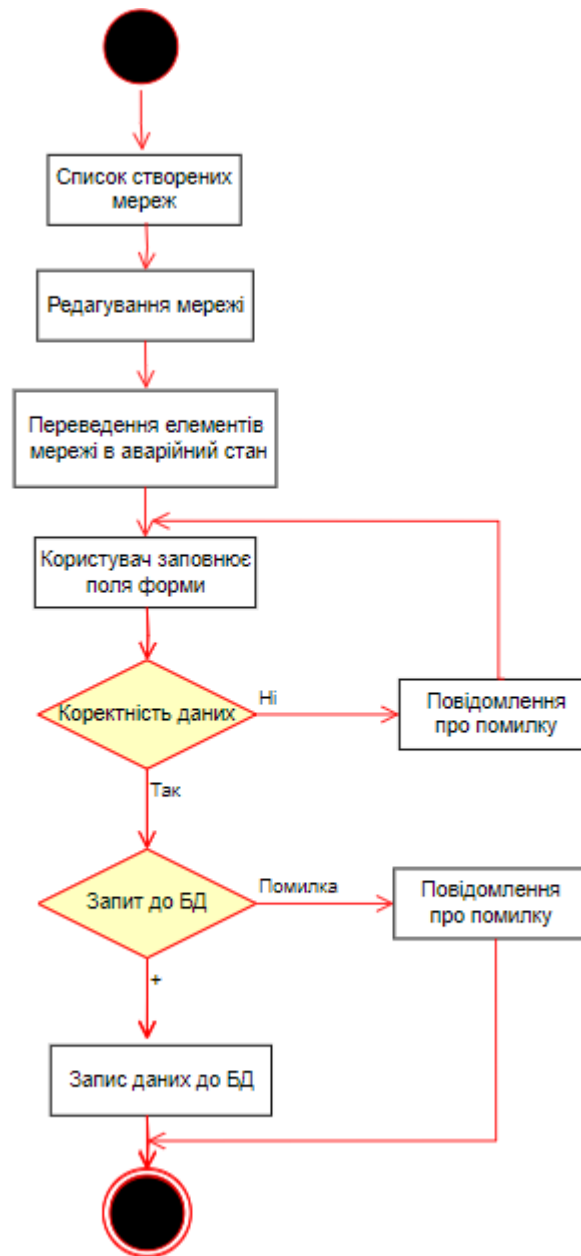 Список створених
мереж
Редагування мережі
Переведення елементів
мережі в аварійний стан
Користувач заповнює
поля форми
Коректність даних
Ні
Повідомлення
про помилку
Так
Запит до БД
Помилка
Повідомлення
про помилку
+
Запис даних до БД